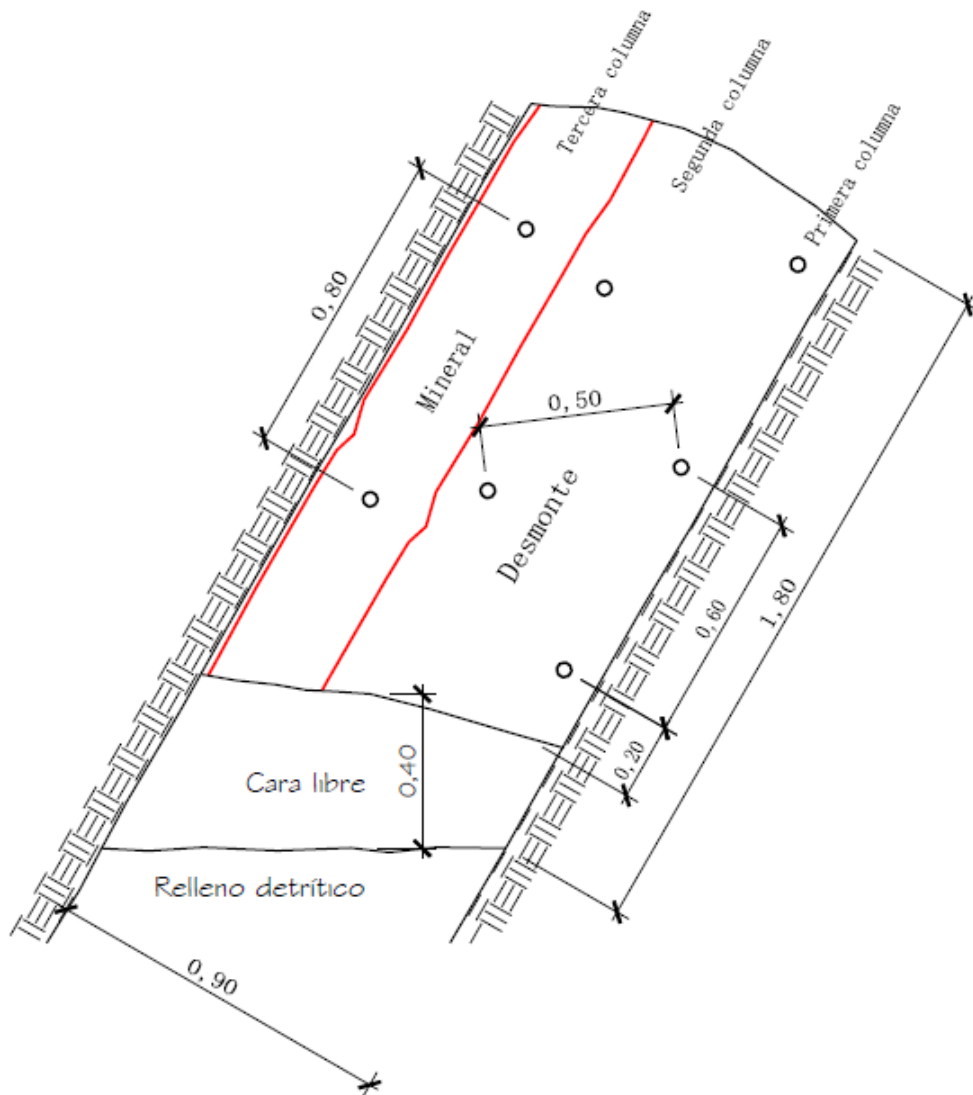 Tercera columna
Segunda columna
Primera columna
0,80
Mineral
0,50
Desmonte
0,60
1,80
0,20
0,40
Cara libre
Relleno detrítico
0,90